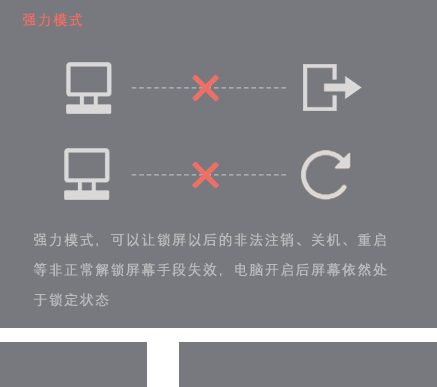 强力模式
强力模式，可以让锁屏以后的非法注销、关机、重启
等非正常解锁屏幕手段失效，电脑开启后屏幕依然处
于锁定状态